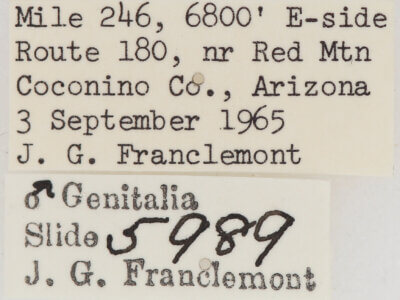 Mile 246, 6800' E-side
Route 180, nr Red Mtn
Coconino Co., Arizona
3 September 1965
J. G. Franclemont
♂ Genitalia
Slide 5989
J. G. Franclemont